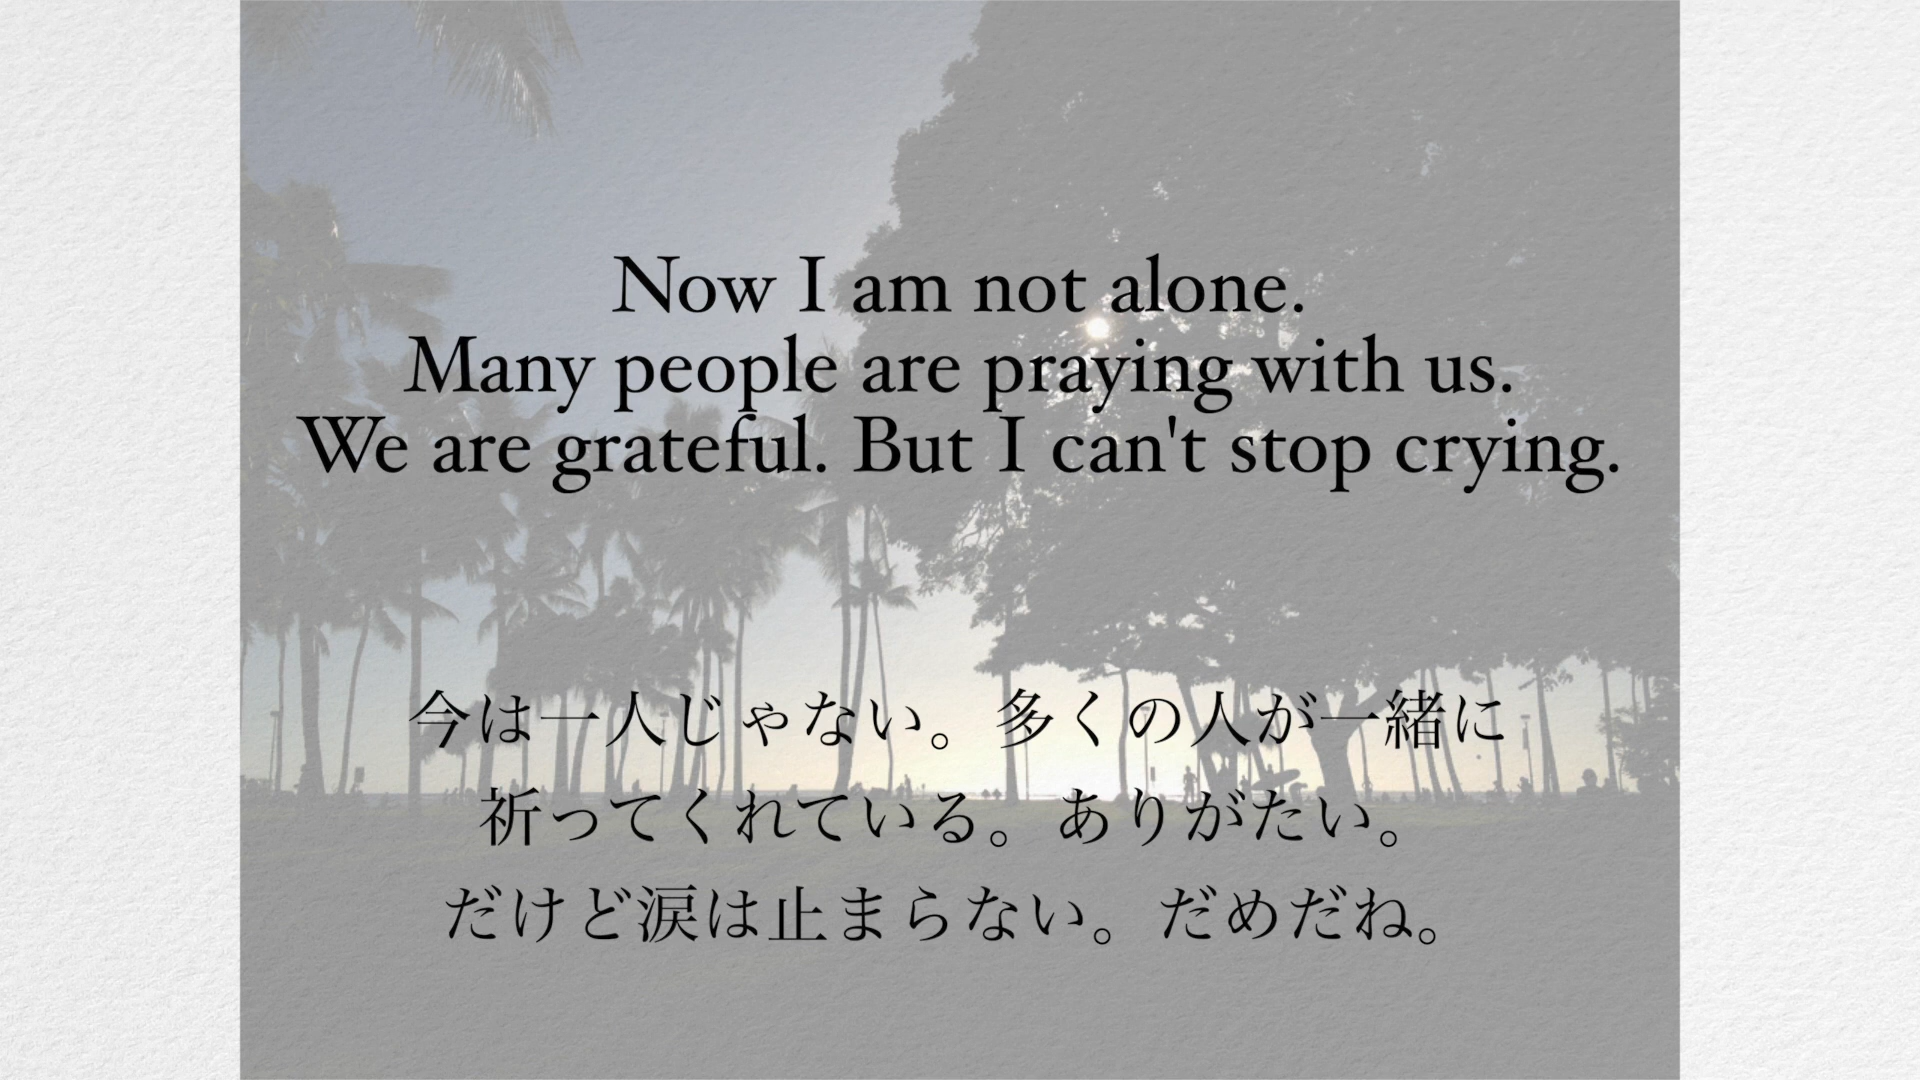 Now I am not alone.
Many people are praying with us.
We are grateful. But I can't stop crying.
今は一人じゃない。多くの人が一緒に
祈ってくれている。ありがたい。
だけど涙は止まらない。だめだね。